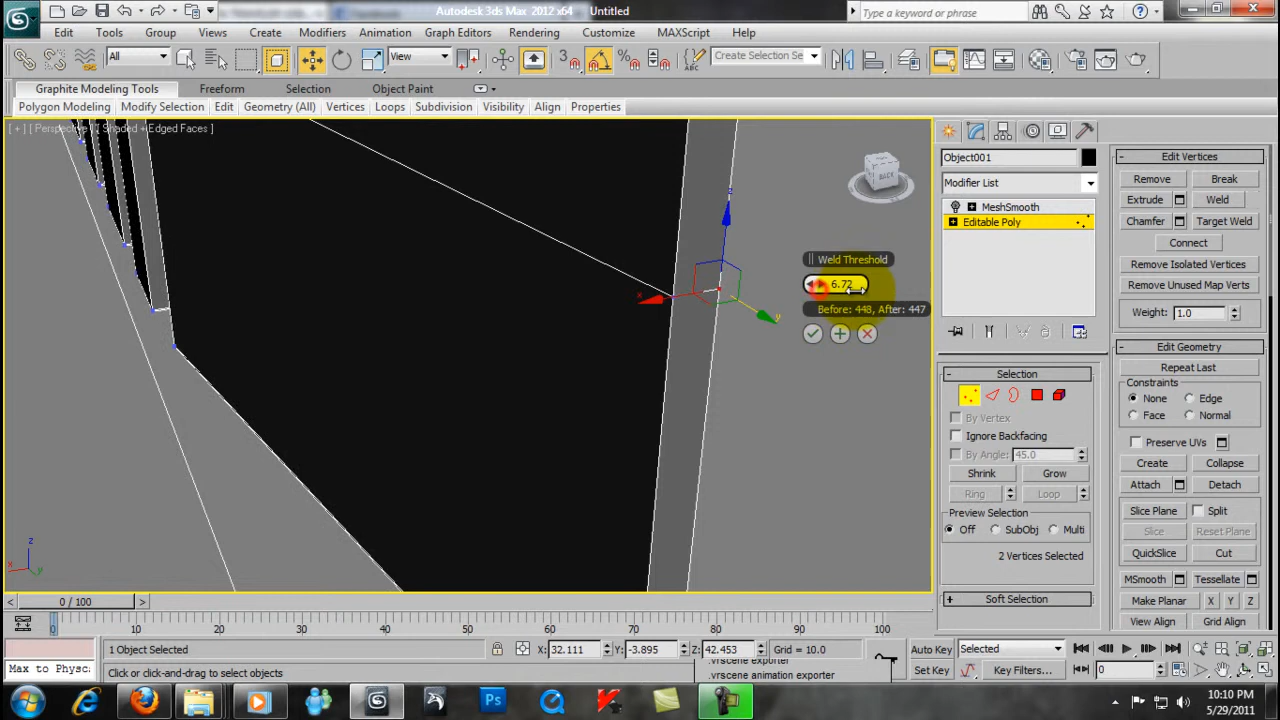 Autodesk 3ds Max 2012 x64 Untitled
Type a keyword or phrase
Edit Tools Group Views Create Modifiers Animation Graph Editors Rendering Customize MAXScript Help
All View Create Selection Se
Graphite Modeling Tools Freeform Selection Object Paint
Polygon Modeling Modify Selection Edit Geometry (All) Vertices Loops Subdivision Visibility Align Properties
[ + ] [ Perspective ] [ Shaded + Edged Faces ]
BACK
z
x
y
Weld Threshold
6.72
Before: 448, After: 447
Object001
Modifier List
MeshSmooth
Editable Poly
Selection
By Vertex
Ignore Backfacing
By Angle: 45.0
Shrink Grow
Ring Loop
Preview Selection
Off SubObj Multi
2 Vertices Selected
Soft Selection
Edit Vertices
Remove Break
Extrude Weld
Chamfer Target Weld
Connect
Remove Isolated Vertices
Remove Unused Map Verts
Weight: 1.0
Edit Geometry
Repeat Last
Constraints
None Edge
Face Normal
Preserve UVs
Create Collapse
Attach Detach
Slice Plane Split
Slice Reset Plane
QuickSlice Cut
MSmooth Tessellate
Make Planar X Y Z
View Align Grid Align
z
x
y
< 0 / 100 >
0 10 20 30 40 50 60 70 80 90 100
1 Object Selected X: 32.111 Y: -3.895 Z: 42.453 Grid = 10.0 Auto Key Selected
Max to Physc
Click or click-and-drag to select objects
.vrscene exporter
.vrscene animation exporter
Set Key Key Filters... 0
Ps
10:10 PM
5/29/2011